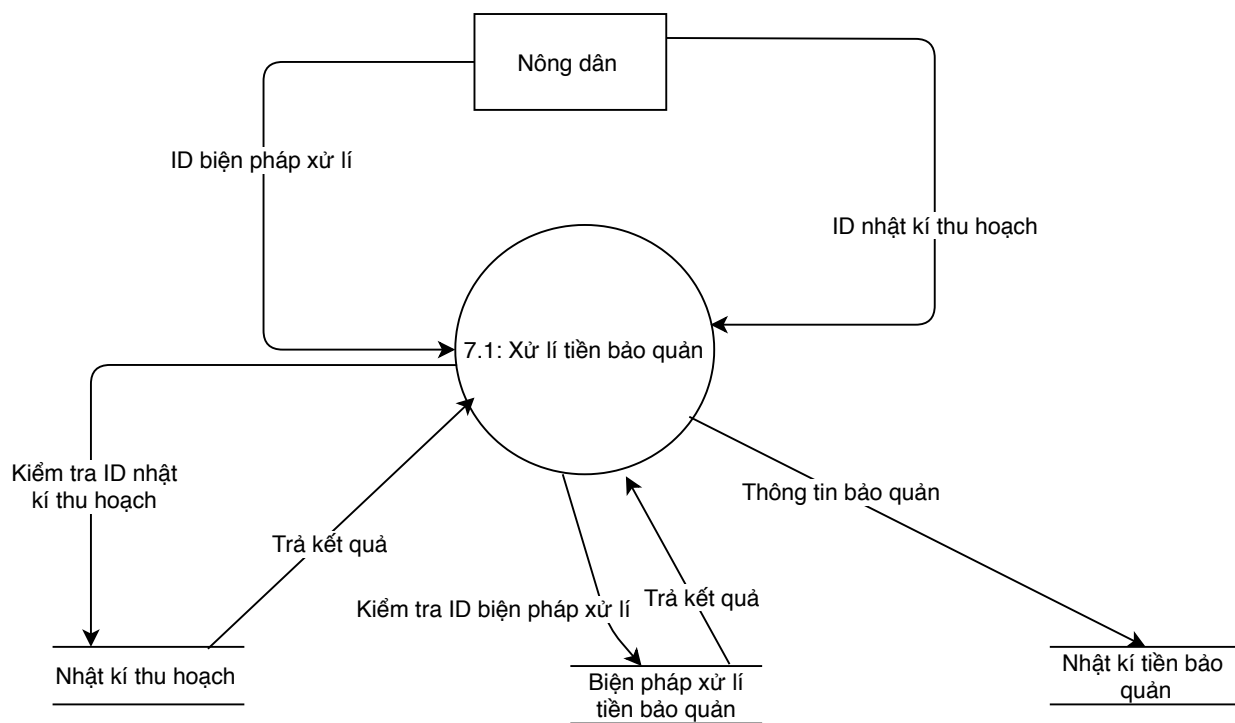 Nông dân
ID biện pháp xử lí
ID nhật kí thu hoạch
7.1: Xử lí tiền bảo quản
Kiểm tra ID nhật
kí thu hoạch
Thông tin bảo quản
Trả kết quả
Kiểm tra ID biện pháp xử lí
Trả kết quả
Nhật kí thu hoạch
Biện pháp xử lí
tiền bảo quản
Nhật kí tiền bảo
quản